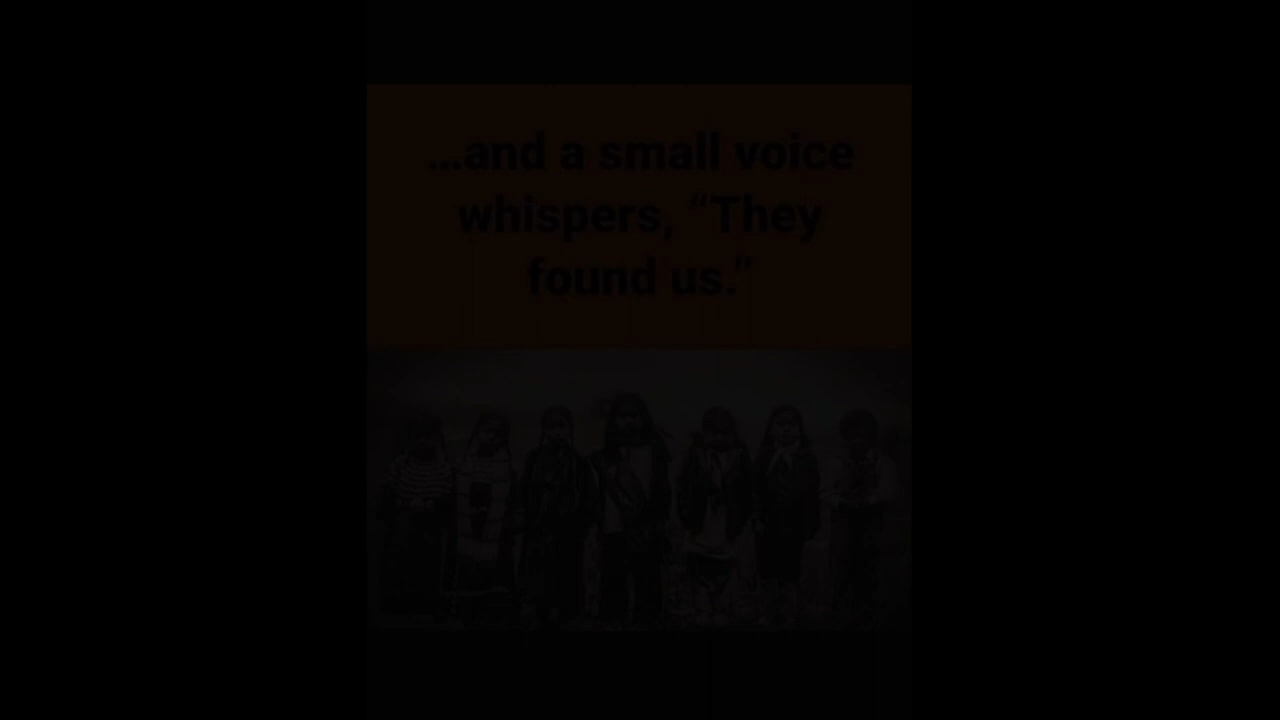 ...and a small voice
whispers, “They
found us.”